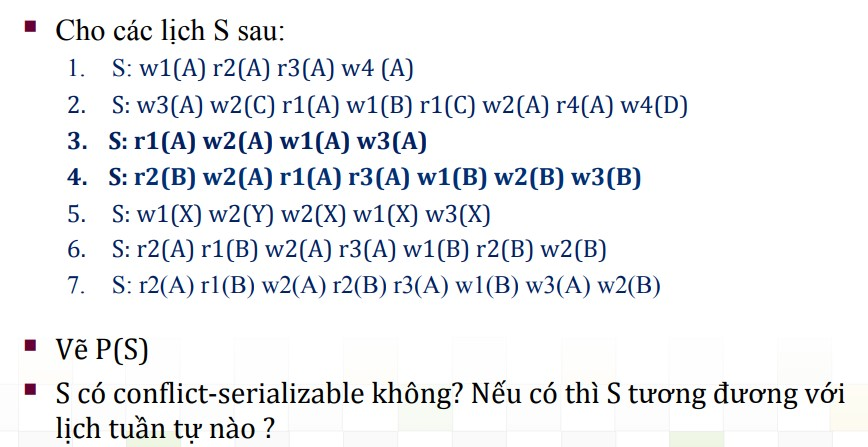 ▪ Cho các lịch S sau:
1. S: w1(A) r2(A) r3(A) w4 (A)
2. S: w3(A) w2(C) r1(A) w1(B) r1(C) w2(A) r4(A) w4(D)
3. S: r1(A) w2(A) w1(A) w3(A)
4. S: r2(B) w2(A) r1(A) r3(A) w1(B) w2(B) w3(B)
5. S: w1(X) w2(Y) w2(X) w1(X) w3(X)
6. S: r2(A) r1(B) w2(A) r3(A) w1(B) r2(B) w2(B)
7. S: r2(A) r1(B) w2(A) r2(B) r3(A) w1(B) w3(A) w2(B)
▪ Vẽ P(S)
▪ S có conflict-serializable không? Nếu có thì S tương đương với
lịch tuần tự nào ?